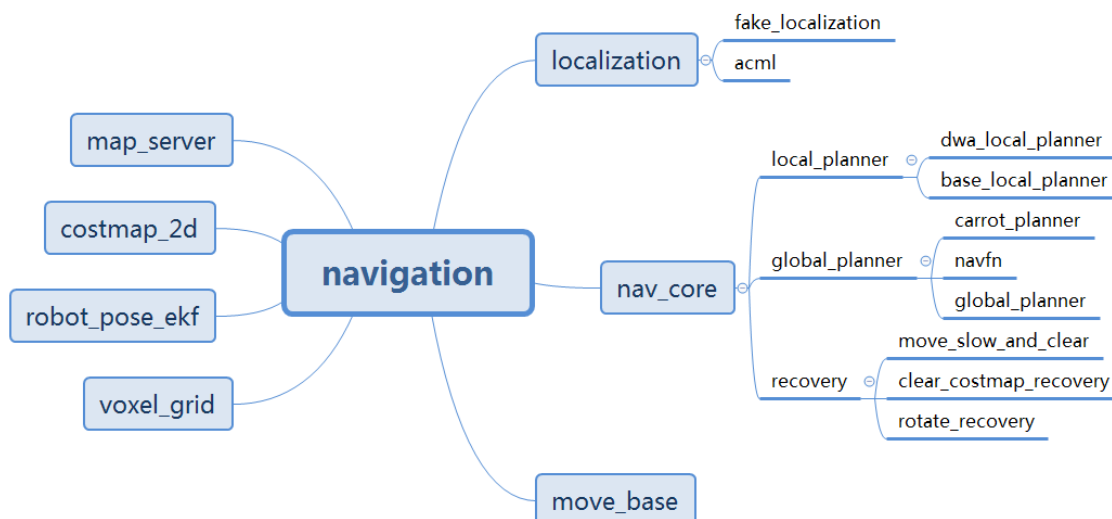 fake_localization
localization
acml
map_server
dwa_local_planner
local_planner
base_local_planner
costmap_2d
carrot_planner
navigation
global_planner
navfn
nav_core
robot_pose_ekf
global_planner
move_slow_and_clear
recovery
clear_costmap_recovery
voxel_grid
rotate_recovery
move_base